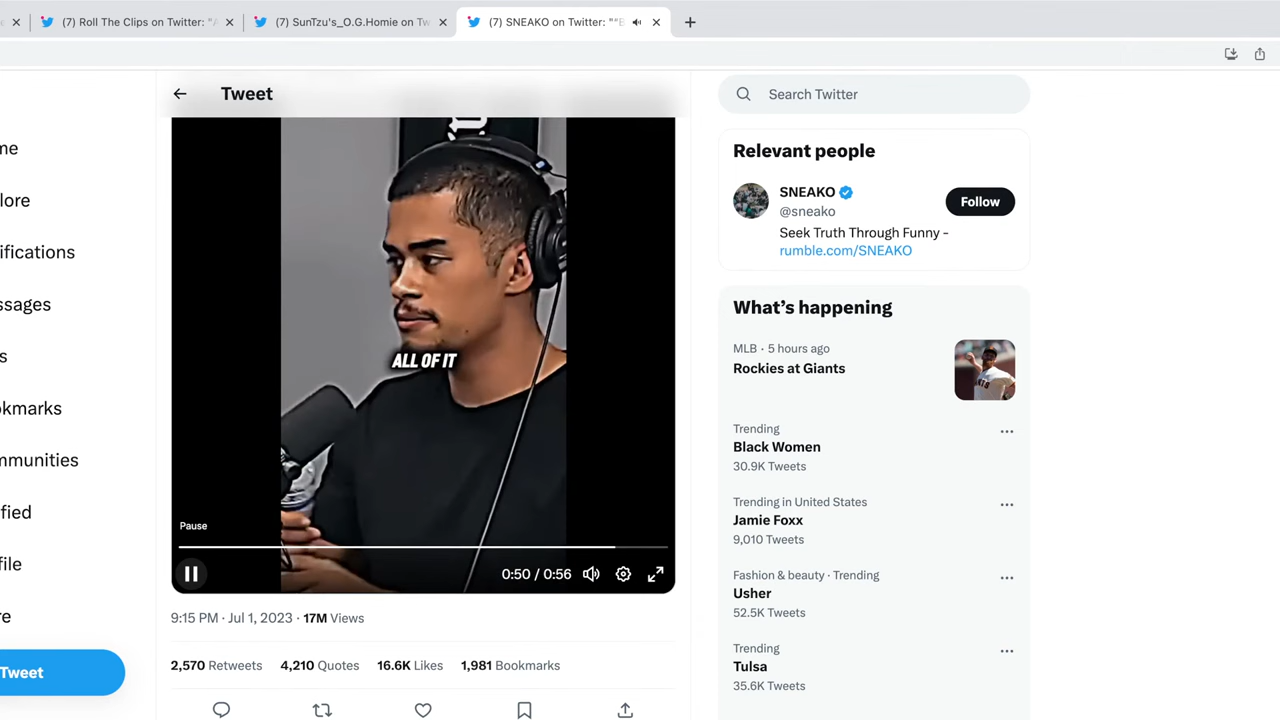 (7) Roll The Clips on Twitter: "A
(7) SunTzu's_O.G.Homie on Tw
(7) SNEAKO on Twitter: ""B
me
lore
ifications
ssages
s
okmarks
mmunities
fied
file
re
Tweet
Tweet
ALL OF IT
Pause
0:50 / 0:56
9:15 PM · Jul 1, 2023 · 17M Views
2,570 Retweets 4,210 Quotes 16.6K Likes 1,981 Bookmarks
Search Twitter
Relevant people
SNEAKO
@sneako
Follow
Seek Truth Through Funny -
rumble.com/SNEAKO
What's happening
MLB · 5 hours ago
Rockies at Giants
Trending
Black Women
30.9K Tweets
Trending in United States
Jamie Foxx
9,010 Tweets
Fashion & beauty · Trending
Usher
52.5K Tweets
Trending
Tulsa
35.6K Tweets